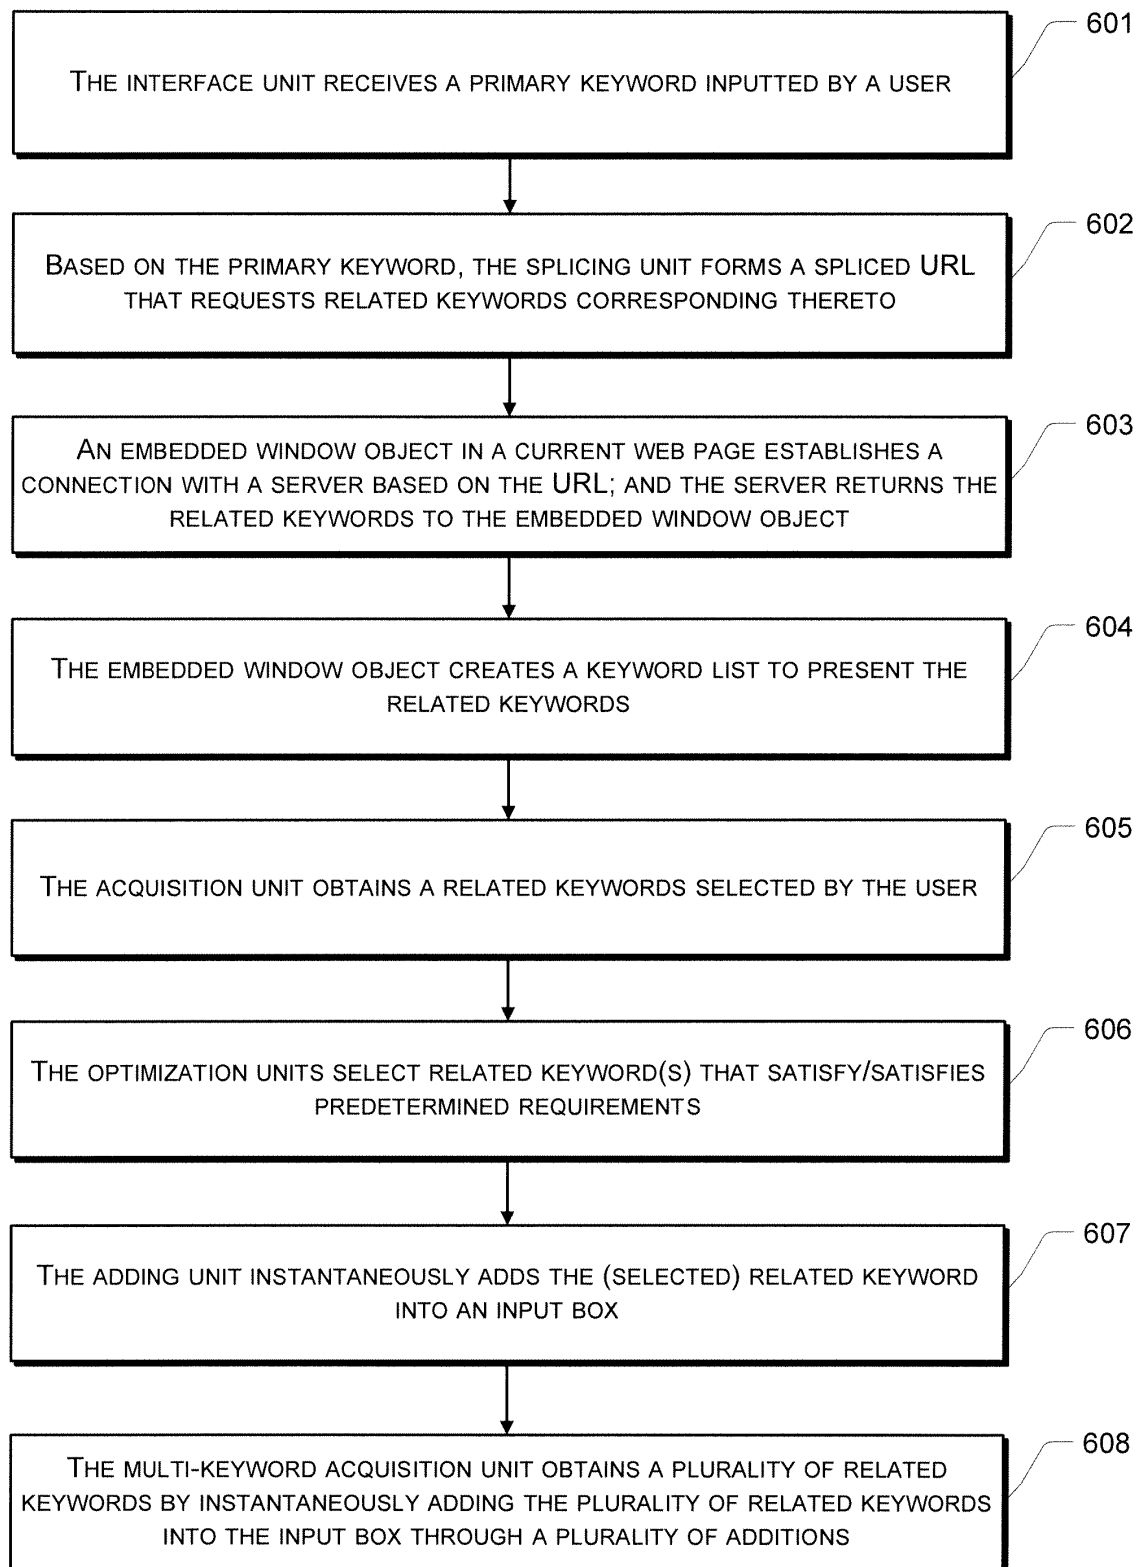 601
THE INTERFACE UNIT RECEIVES A PRIMARY KEYWORD INPUTTED BY A USER
602
BASED ON THE PRIMARY KEYWORD, THE SPLICING UNIT FORMS A SPLICED URL
THAT REQUESTS RELATED KEYWORDS CORRESPONDING THERETO
603
AN EMBEDDED WINDOW OBJECT IN A CURRENT WEB PAGE ESTABLISHES A
CONNECTION WITH A SERVER BASED ON THE URL; AND THE SERVER RETURNS THE
RELATED KEYWORDS TO THE EMBEDDED WINDOW OBJECT
604
THE EMBEDDED WINDOW OBJECT CREATES A KEYWORD LIST TO PRESENT THE
RELATED KEYWORDS
605
THE ACQUISITION UNIT OBTAINS A RELATED KEYWORDS SELECTED BY THE USER
606
THE OPTIMIZATION UNITS SELECT RELATED KEYWORD(S) THAT SATISFY/SATISFIES
PREDETERMINED REQUIREMENTS
607
THE ADDING UNIT INSTANTANEOUSLY ADDS THE (SELECTED) RELATED KEYWORD
INTO AN INPUT BOX
608
THE MULTI-KEYWORD ACQUISITION UNIT OBTAINS A PLURALITY OF RELATED
KEYWORDS BY INSTANTANEOUSLY ADDING THE PLURALITY OF RELATED KEYWORDS
INTO THE INPUT BOX THROUGH A PLURALITY OF ADDITIONS